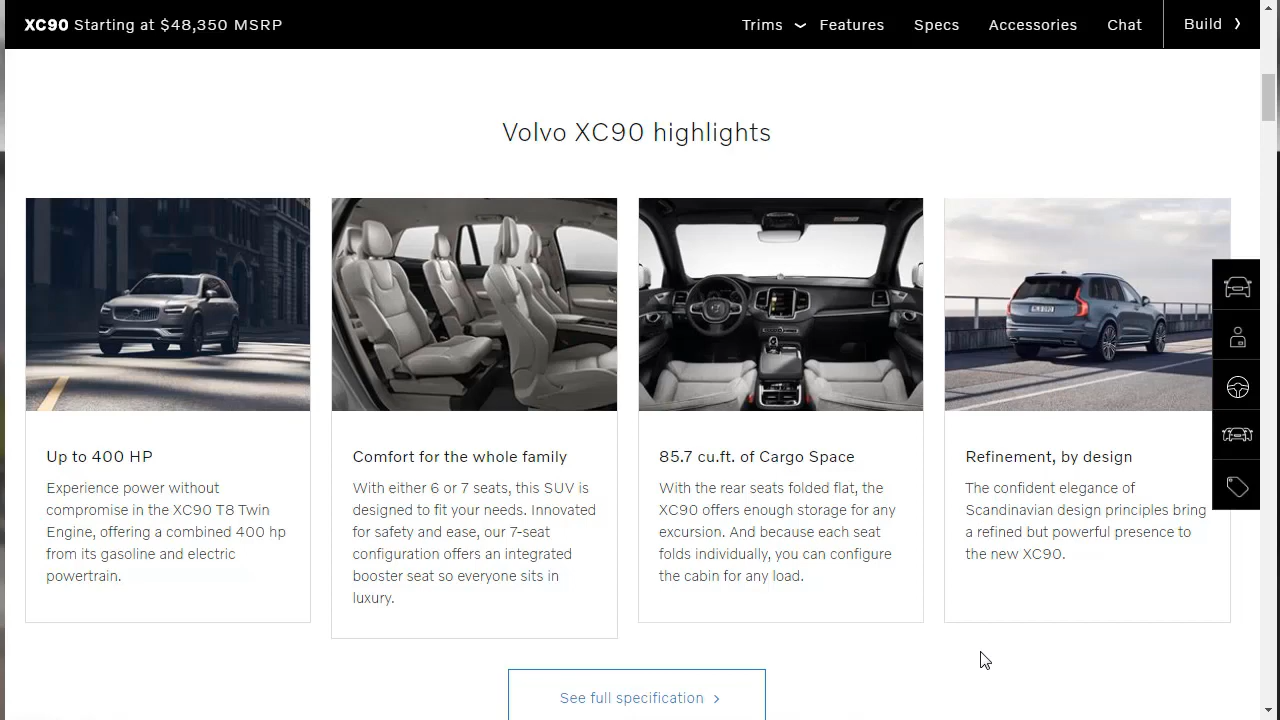 XC90 Starting at $48,350 MSRP
Trims
Features
Specs
Accessories
Chat
Build
Volvo XC90 highlights
Up to 400 HP
Experience power without
compromise in the XC90 T8 Twin
Engine, offering a combined 400 hp
from its gasoline and electric
powertrain.
Comfort for the whole family
With either 6 or 7 seats, this SUV is
designed to fit your needs. Innovated
for safety and ease, our 7-seat
configuration offers an integrated
booster seat so everyone sits in
luxury.
85.7 cu.ft. of Cargo Space
With the rear seats folded flat, the
XC90 offers enough storage for any
excursion. And because each seat
folds individually, you can configure
the cabin for any load.
Refinement, by design
The confident elegance of
Scandinavian design principles bring
a refined but powerful presence to
the new XC90.
See full specification